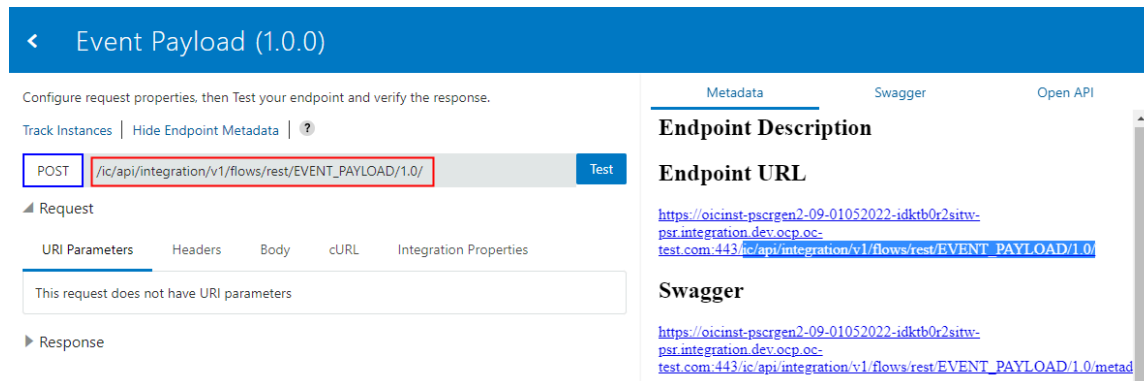 Event Payload (1.0.0)
Configure request properties, then Test your endpoint and verify the response.
Track Instances | Hide Endpoint Metadata | ?
POST /ic/api/integration/v1/flows/rest/EVENT_PAYLOAD/1.0/ Test
Request
URI Parameters Headers Body cURL Integration Properties
This request does not have URI parameters
Response
Metadata Swagger Open API
Endpoint Description
Endpoint URL
https://oicinst-pscrgen2-09-01052022-idktb0r2sitw-
psr.integration.dev.ocp.oc-
test.com:443/ic/api/integration/v1/flows/rest/EVENT_PAYLOAD/1.0/
Swagger
https://oicinst-pscrgen2-09-01052022-idktb0r2sitw-
psr.integration.dev.ocp.oc-
test.com:443/ic/api/integration/v1/flows/rest/EVENT_PAYLOAD/1.0/metad